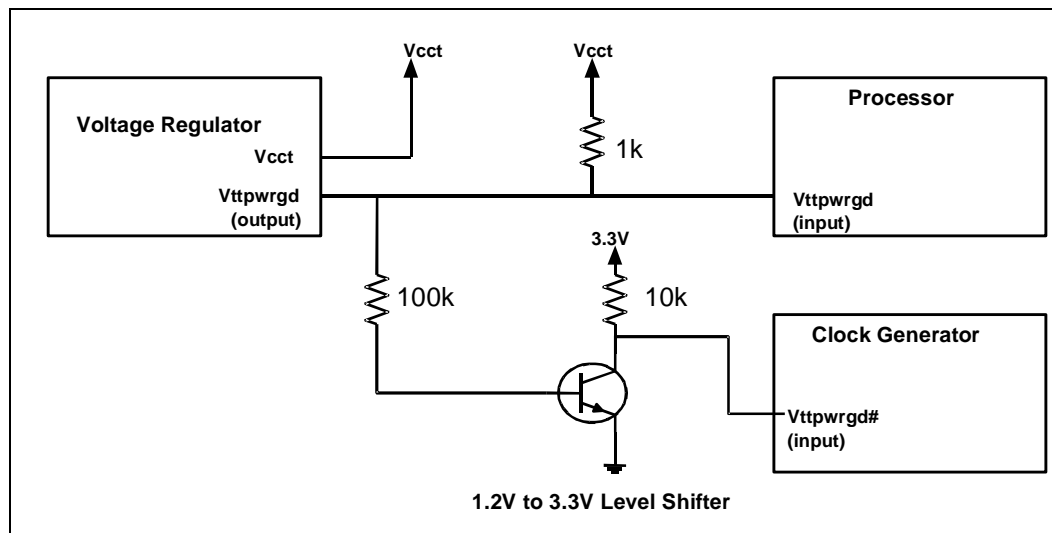 Vcct
Vcct
Voltage Regulator
Vcct
Vttpwrgd
(output)
1k
Processor
Vttpwrgd
(input)
100k
3.3V
10k
Clock Generator
Vttpwrgd#
(input)
1.2V to 3.3V Level Shifter